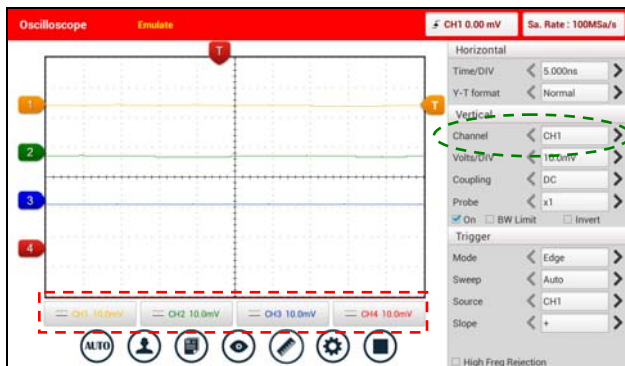 Oscilloscope Emulate CH1 0.00 mV Sa. Rate : 100MSa/s
T
1
T
2
3
4
CH1 10.0mV CH2 10.0mV CH3 10.0mV CH4 10.0mV
AUTO
Horizontal
Time/DIV 5.000ns
Y-T format Normal
Vertical
Channel CH1
Volts/DIV 10.0mV
Coupling DC
Probe x1
On BW Limit Invert
Trigger
Mode Edge
Sweep Auto
Source CH1
Slope +
High Freq Rejection